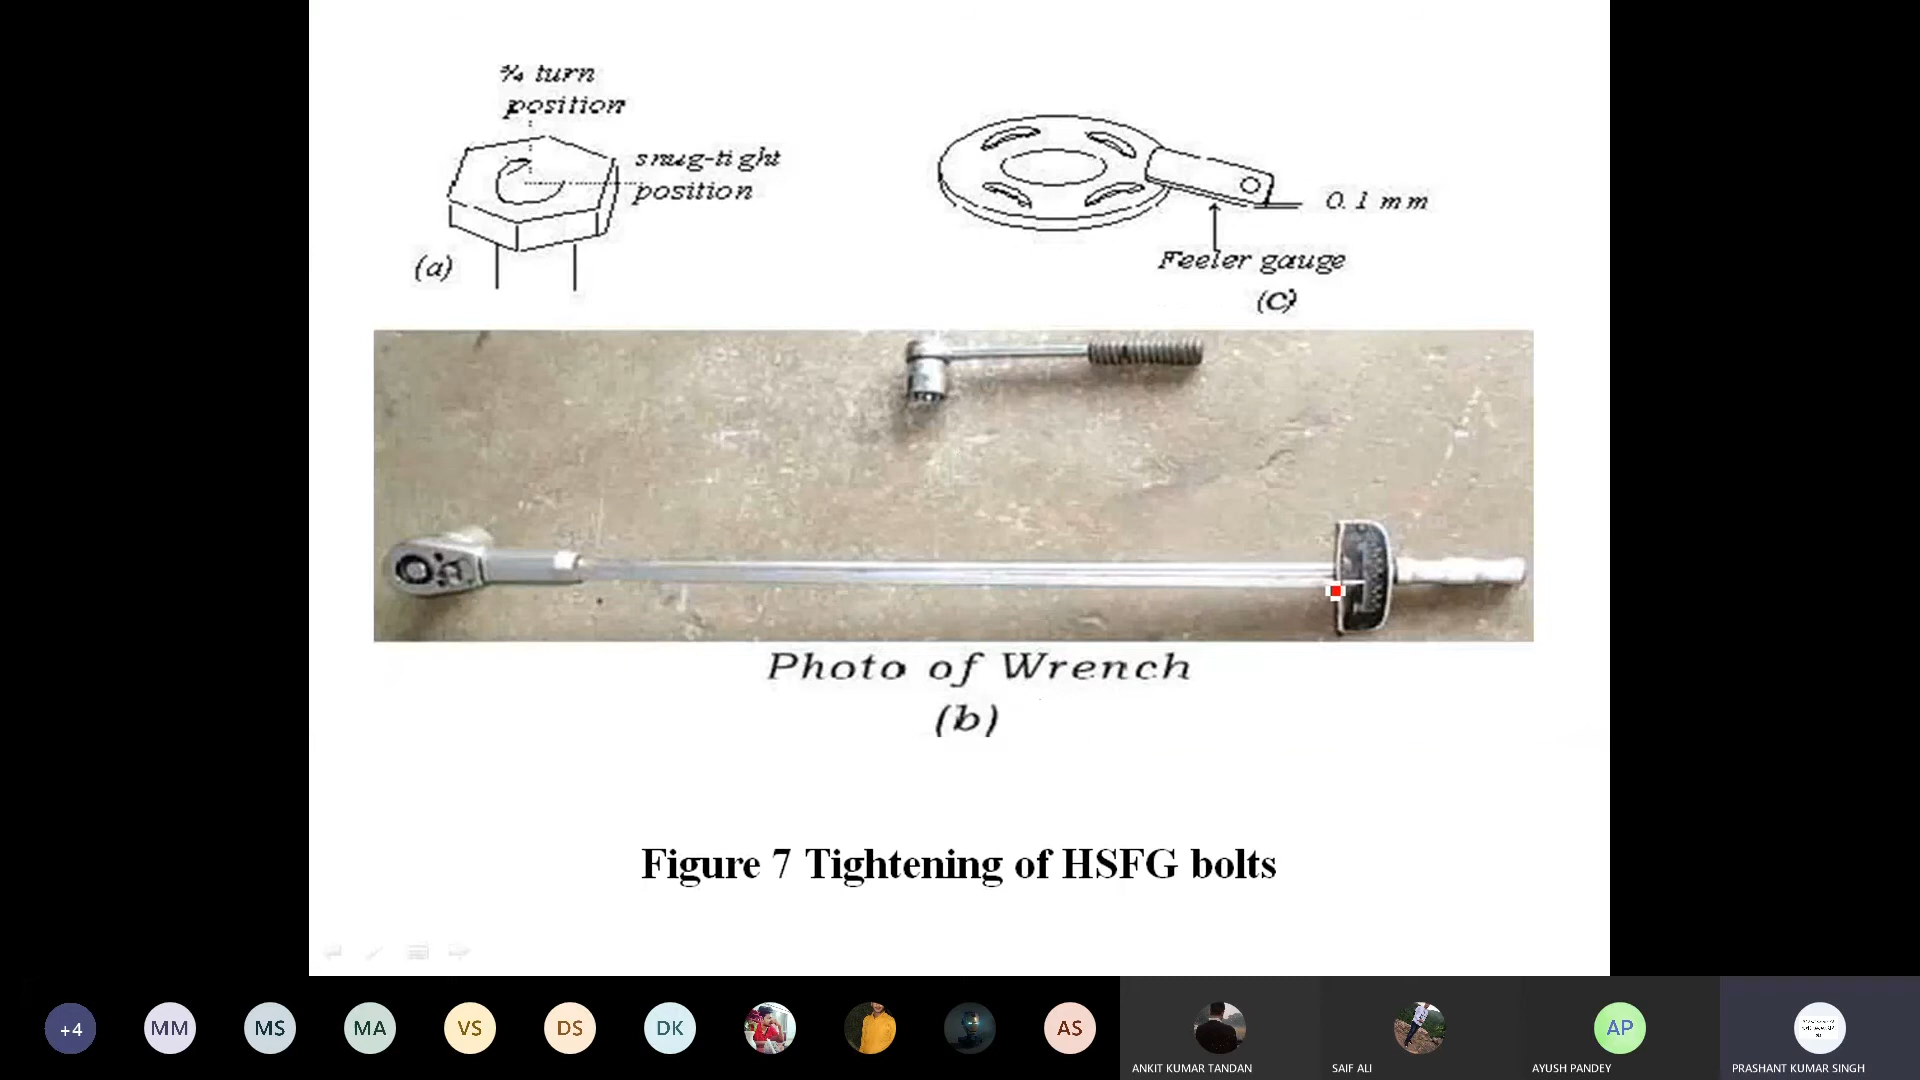 ¾ turn
position
snug-tight
position
(a)
0.1 mm
Feeler gauge
(C)
Photo of Wrench
(b)
Figure 7 Tightening of HSFG bolts
+4
MM
MS
MA
VS
DS
DK
AS
ANKIT KUMAR TANDAN
SAIF ALI
AP
AYUSH PANDEY
PRASHANT KUMAR SINGH